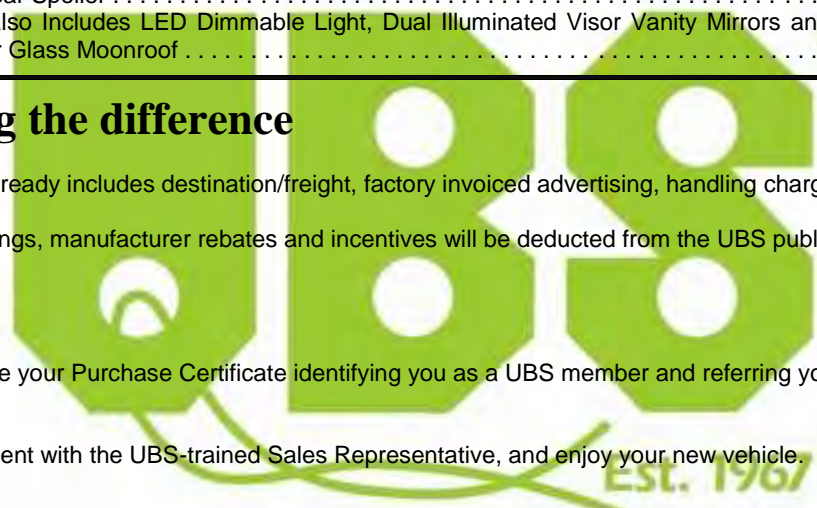 Spoiler . . . . . . . . . . . . . . . . . . . . . . . . . . . . . . . . . . . . . . . . . . . . . . . . . . . . . . . . . . . . . . . . . . . . .
lso Includes LED Dimmable Light, Dual Illuminated Visor Vanity Mirrors an
r Glass Moonroof . . . . . . . . . . . . . . . . . . . . . . . . . . . . . . . . . . . . . . . . . . . . . . . . . . . . . . . . . . . . . .
g the difference
ready includes destination/freight, factory invoiced advertising, handling charg
ngs, manufacturer rebates and incentives will be deducted from the UBS publ
e your Purchase Certificate identifying you as a UBS member and referring yo
ent with the UBS-trained Sales Representative, and enjoy your new vehicle.
UBS
Est. 1967